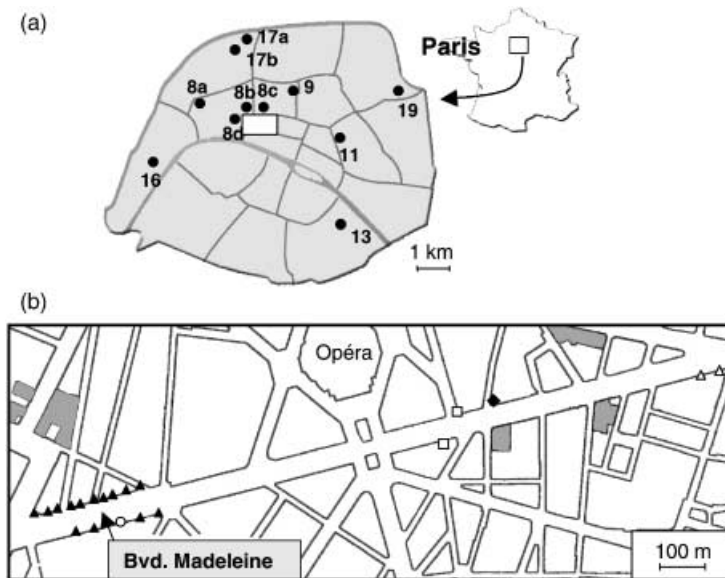 (a)
17a
Paris
17b
8a
8b
8c
9
19
8d
11
16
13
1 km
(b)
Opéra
Bvd. Madeleine
100 m